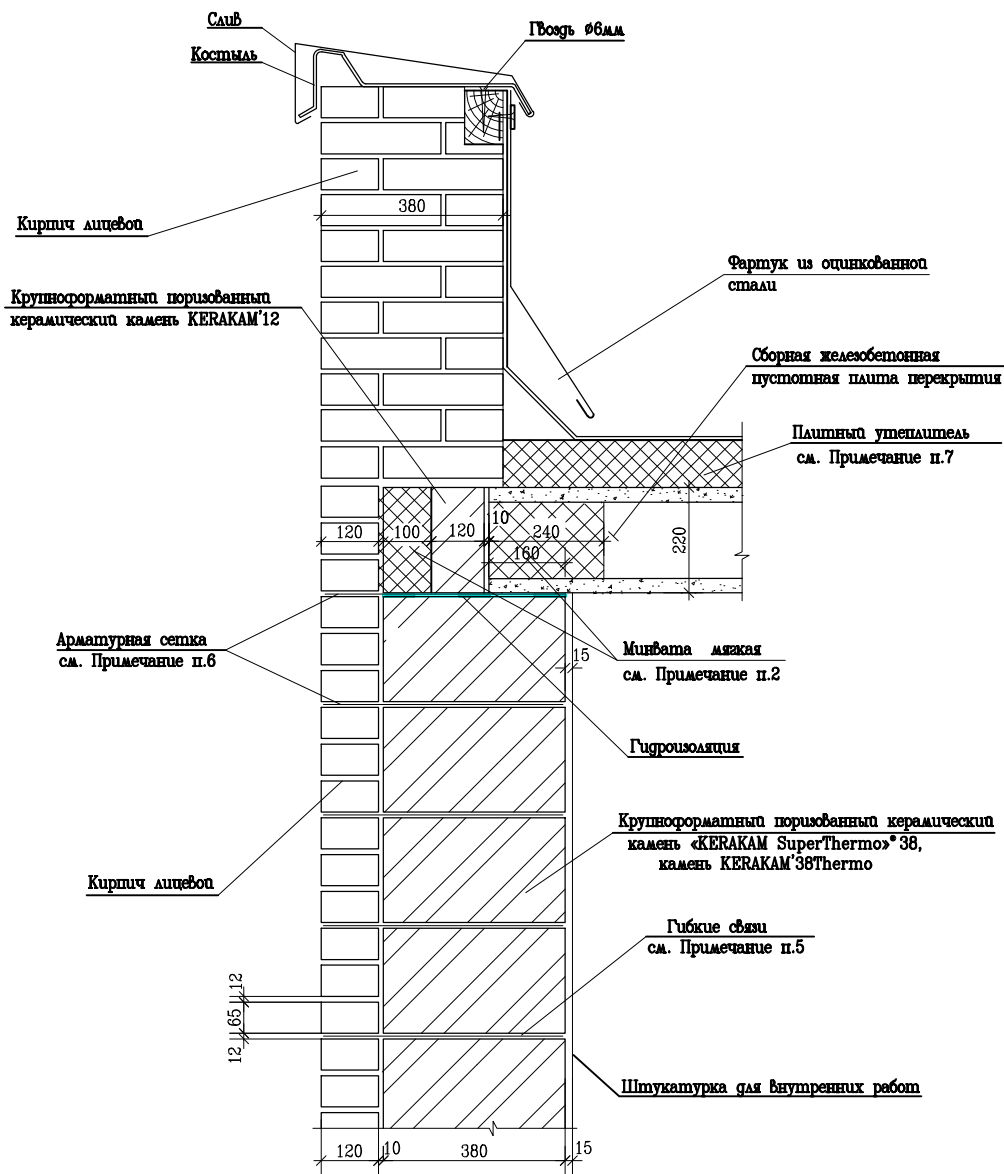 Слив
Гвоздь ø6мм
Костыль
Кирпич лицевой
380
Фартук из оцинкованной
стали
Крупноформатный поризованный
керамический камень KERAKAM'12
Сборная железобетонная
пустотная плита перекрытия
Плитный утеплитель
см. Примечание п.7
120
100
120
10
240
160
220
Арматурная сетка
см. Примечание п.6
Минвата мягкая
см. Примечание п.2
15
Гидроизоляция
Крупноформатный поризованный керамический
камень «KERAKAM SuperThermo»® 38,
камень KERAKAM'38Thermo
Кирпич лицевой
Гибкие связи
см. Примечание п.5
12
65
12
Штукатурка для внутренних работ
120
10
380
15